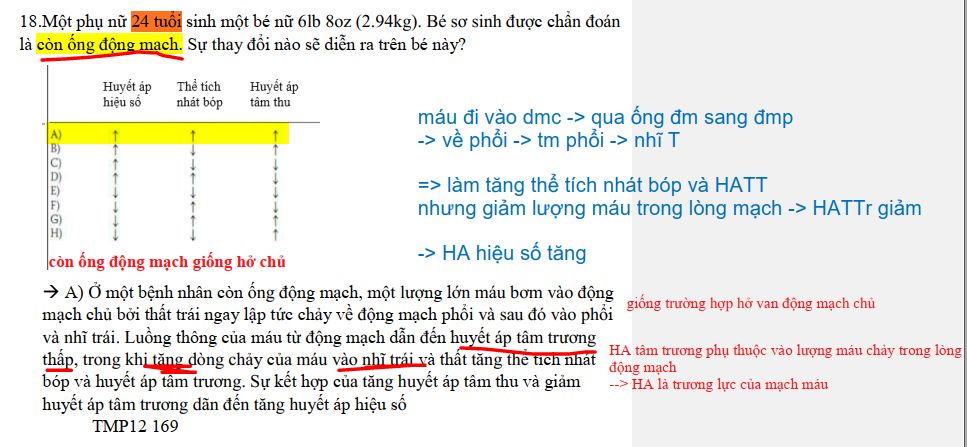 18.Một phụ nữ 24 tuổi sinh một bé nữ 6lb 8oz (2.94kg). Bé sơ sinh được chẩn đoán
là còn ống động mạch. Sự thay đổi nào sẽ diễn ra trên bé này?
Huyết áp hiệu số Thể tích nhát bóp Huyết áp tâm thu
A) ↑ ↑ ↑
B) ↑ ↓ ↑
C) ↑ ↓ ↓
D) ↑ ↑ ↓
E) ↓ ↓ ↓
F) ↓ ↑ ↓
G) ↓ ↑ ↑
H) ↓ ↓ ↑
còn ống động mạch giống hở chủ
máu đi vào dmc -> qua ống đm sang đmp
-> về phổi -> tm phổi -> nhĩ T
=> làm tăng thể tích nhát bóp và HATT
nhưng giảm lượng máu trong lòng mạch -> HATTr giảm
-> HA hiệu số tăng
→ A) Ở một bệnh nhân còn ống động mạch, một lượng lớn máu bơm vào động
mạch chủ bởi thất trái ngay lập tức chảy về động mạch phổi và sau đó vào phổi
và nhĩ trái. Luồng thông của máu từ động mạch dẫn đến huyết áp tâm trương
thấp, trong khi tăng dòng chảy của máu vào nhĩ trái và thất tăng thể tích nhát
bóp và huyết áp tâm trương. Sự kết hợp của tăng huyết áp tâm thu và giảm
huyết áp tâm trương dẫn đến tăng huyết áp hiệu số
TMP12 169
giống trường hợp hở van động mạch chủ
HA tâm trương phụ thuộc vào lượng máu chảy trong lòng
động mạch
--> HA là trương lực của mạch máu